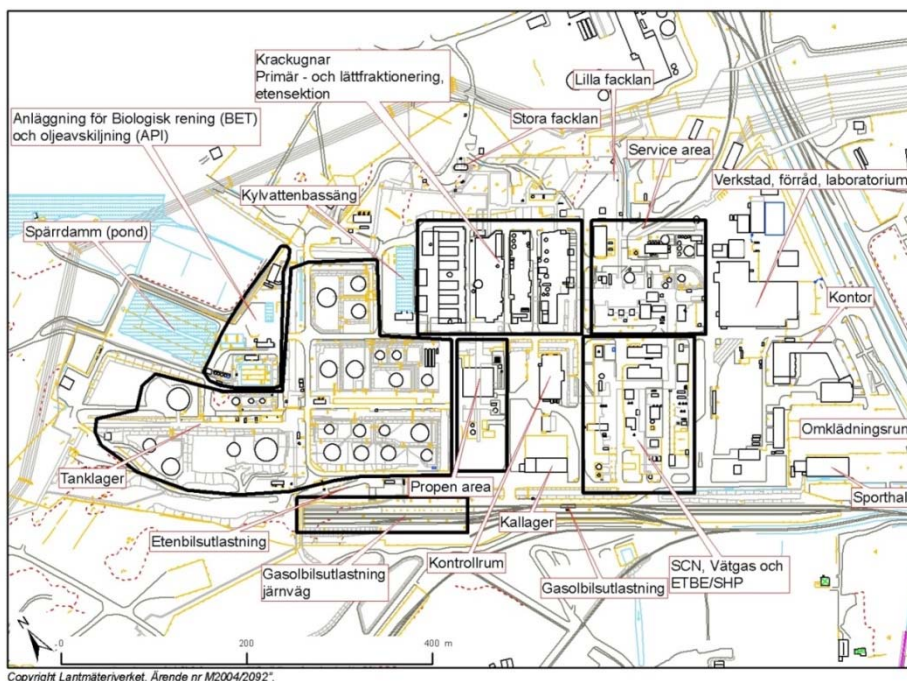 Krackugnar
Primär - och lättfraktionering,
etensektion
Lilla facklan
Anläggning för Biologisk rening (BET)
och oljeavskiljning (API)
Stora facklan
Service area
Verkstad, förråd, laboratorium
Kylvattenbassäng
Spärrdamm (pond)
Kontor
Omklädningsrum
Tanklager
Propen area
Sporthal
Kallager
Etenbilsutlastning
Kontrollrum
SCN, Vätgas och
ETBE/SHP
Gasolbilsutlastning
järnväg
Gasolbilsutlastning
N
0
200
400 m
Copyright Lantmäteriverket. Ärende nr M2004/2092".